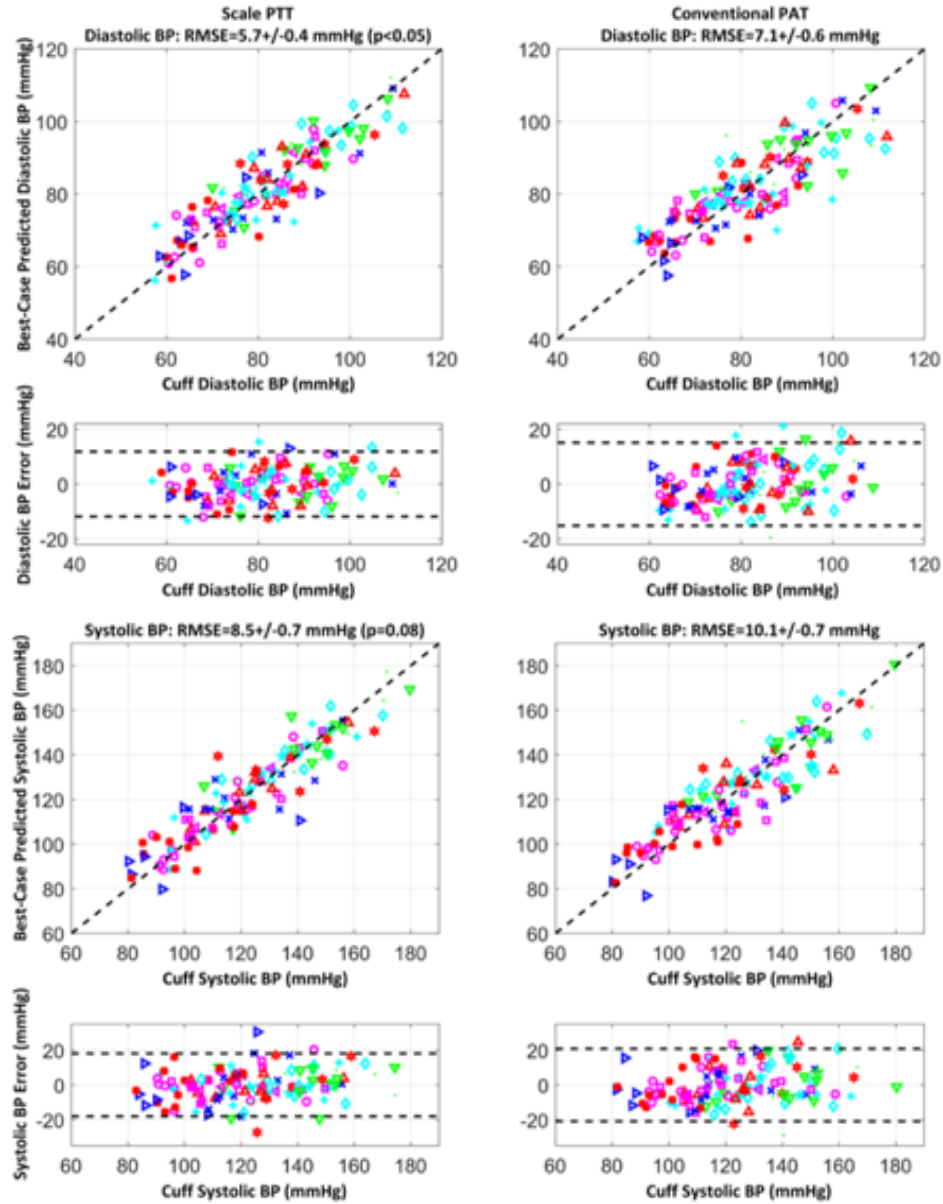 Scale PTT
Diastolic BP: RMSE=5.7+/-0.4 mmHg (p<0.05)
Best-Case Predicted Diastolic BP (mmHg)
120
100
80
60
40
40 60 80 100 120
Cuff Diastolic BP (mmHg)
Conventional PAT
Diastolic BP: RMSE=7.1+/-0.6 mmHg
120
100
80
60
40
40 60 80 100 120
Cuff Diastolic BP (mmHg)
Diastolic BP Error (mmHg)
20
0
-20
40 60 80 100 120
Cuff Diastolic BP (mmHg)
20
0
-20
40 60 80 100 120
Cuff Diastolic BP (mmHg)
Systolic BP: RMSE=8.5+/-0.7 mmHg (p=0.08)
Best-Case Predicted Systolic BP (mmHg)
180
160
140
120
100
80
60
60 80 100 120 140 160 180
Cuff Systolic BP (mmHg)
Systolic BP: RMSE=10.1+/-0.7 mmHg
180
160
140
120
100
80
60
60 80 100 120 140 160 180
Cuff Systolic BP (mmHg)
Systolic BP Error (mmHg)
20
0
-20
60 80 100 120 140 160 180
Cuff Systolic BP (mmHg)
20
0
-20
60 80 100 120 140 160 180
Cuff Systolic BP (mmHg)